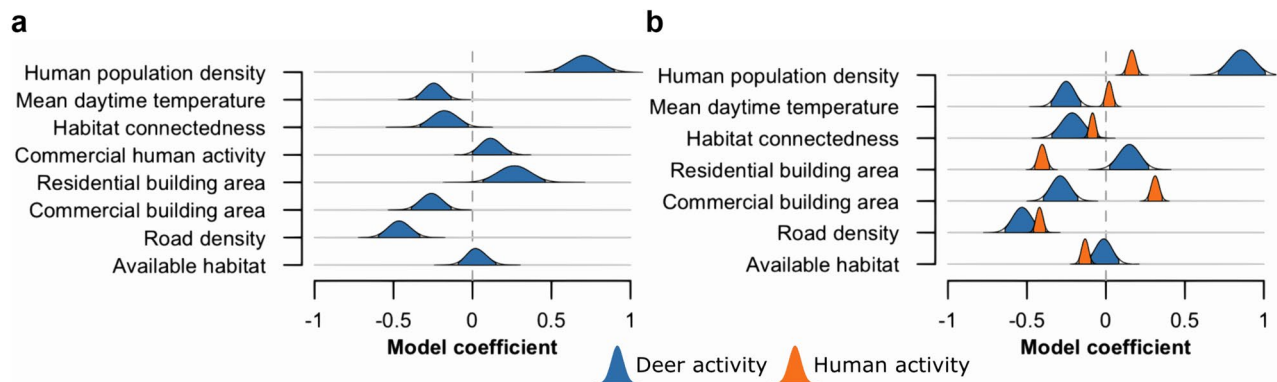 a
Human population density
Mean daytime temperature
Habitat connectedness
Commercial human activity
Residential building area
Commercial building area
Road density
Available habitat
-1 -0.5 0 0.5 1
Model coefficient
b
Human population density
Mean daytime temperature
Habitat connectedness
Residential building area
Commercial building area
Road density
Available habitat
-1 -0.5 0 0.5 1
Model coefficient
Deer activity Human activity